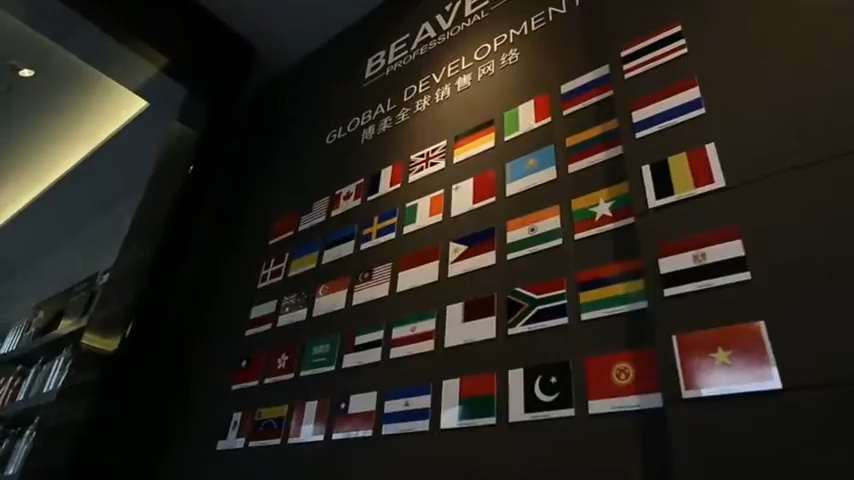 BEAVE
PROFESSIONAL
GLOBAL DEVELOPMENT
博柔全球销售网络